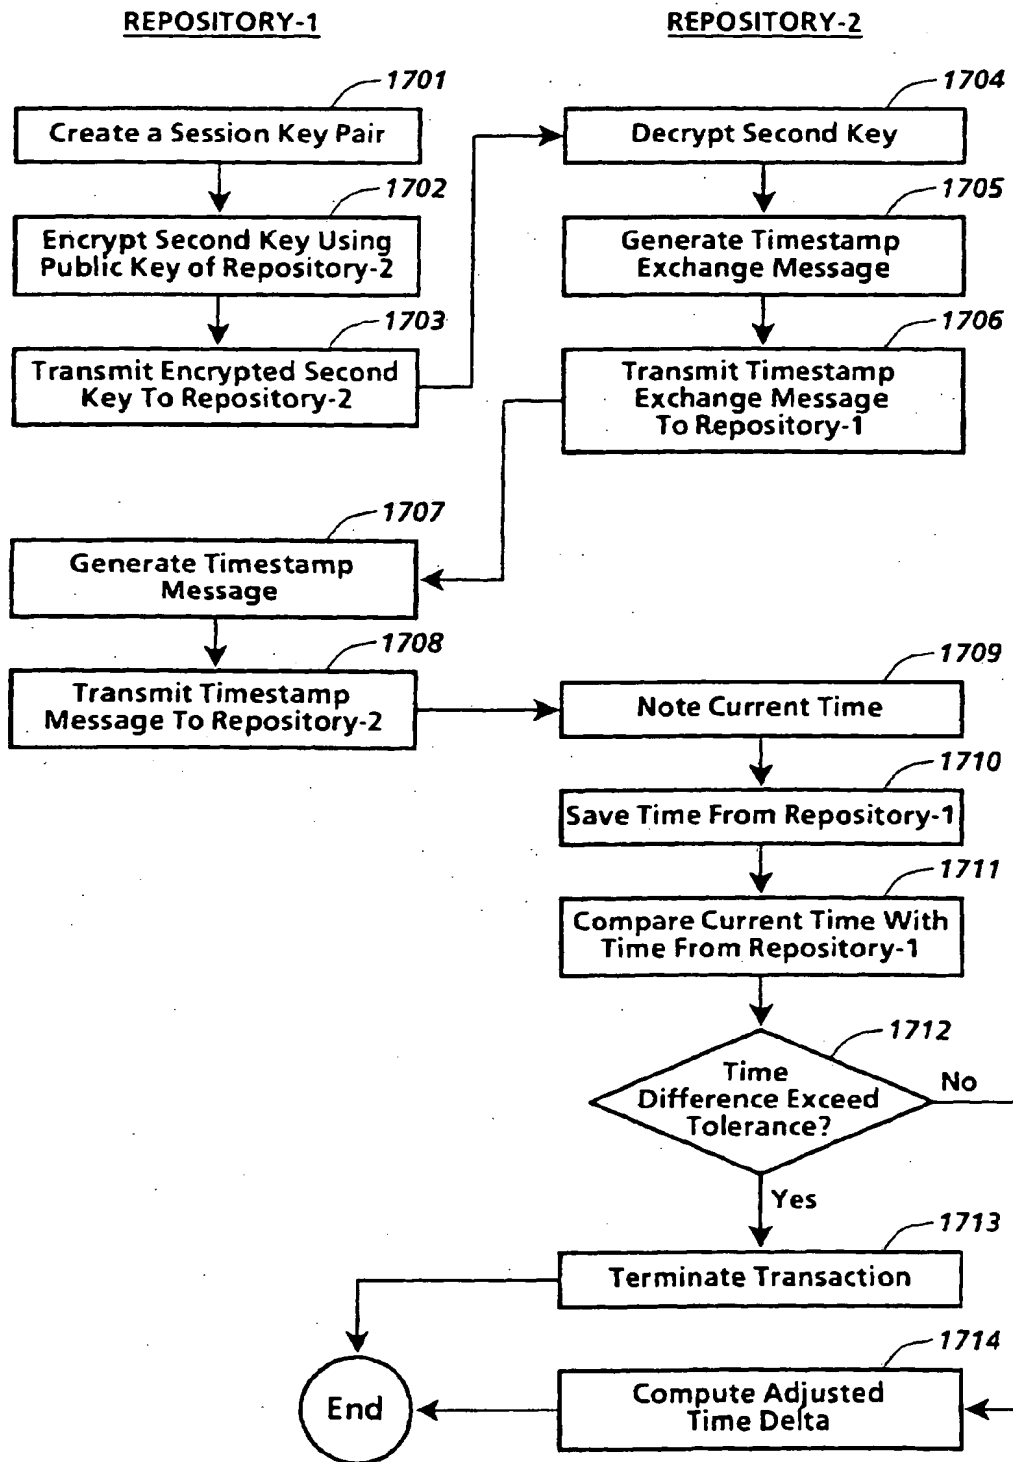 REPOSITORY-1
REPOSITORY-2
1701
Create a Session Key Pair
1702
Encrypt Second Key Using
Public Key of Repository-2
1703
Transmit Encrypted Second
Key To Repository-2
1704
Decrypt Second Key
1705
Generate Timestamp
Exchange Message
1706
Transmit Timestamp
Exchange Message
To Repository-1
1707
Generate Timestamp
Message
1708
Transmit Timestamp
Message To Repository-2
1709
Note Current Time
1710
Save Time From Repository-1
1711
Compare Current Time With
Time From Repository-1
1712
Time
Difference Exceed
Tolerance?
No
Yes
1713
Terminate Transaction
1714
Compute Adjusted
Time Delta
End